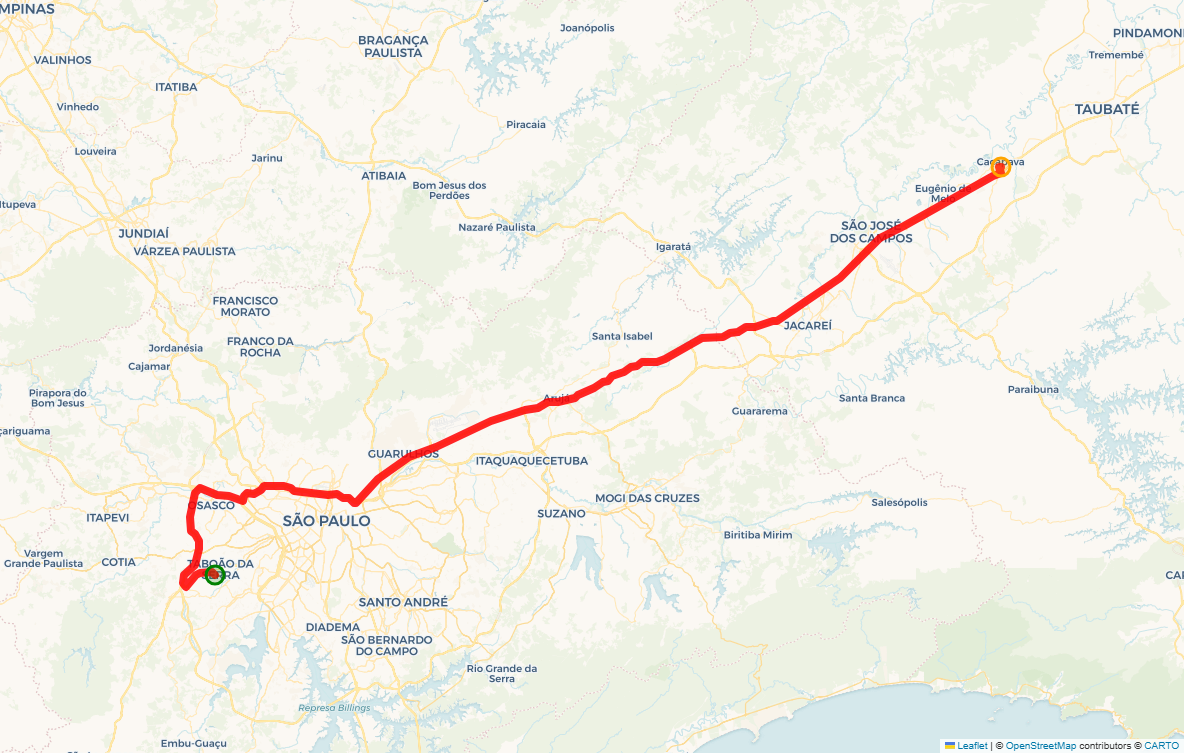 MPINAS
Joanópolis
BRAGANÇA
PAULISTA
PINDAMON
Tremembé
VALINHOS
ITATIBA
TAUBATÉ
Vinhedo
Piracaia
Louveira
Jarinu
Caçapava
ATIBAIA
Bom Jesus dos
Perdões
Eugênio de
Melo
Itupeva
Nazaré Paulista
SÃO JOSÉ
DOS CAMPOS
JUNDIAÍ
VÁRZEA PAULISTA
Igaratá
FRANCISCO
MORATO
JACAREÍ
Santa Isabel
FRANCO DA
ROCHA
Jordanésia
Cajamar
Pirapora do
Bom Jesus
Paraibuna
Arujá
Santa Branca
Guararema
çariguama
GUARULHOS
ITAQUAQUECETUBA
MOGI DAS CRUZES
Salesópolis
OSASCO
SUZANO
ITAPEVI
SÃO PAULO
Biritiba Mirim
Vargem
Grande Paulista
COTIA
TABOÃO DA
SERRA
CAR
SANTO ANDRÉ
DIADEMA
SÃO BERNARDO
DO CAMPO
Rio Grande da
Serra
Represa Billings
Embu-Guaçu
Leaflet | © OpenStreetMap contributors © CARTO